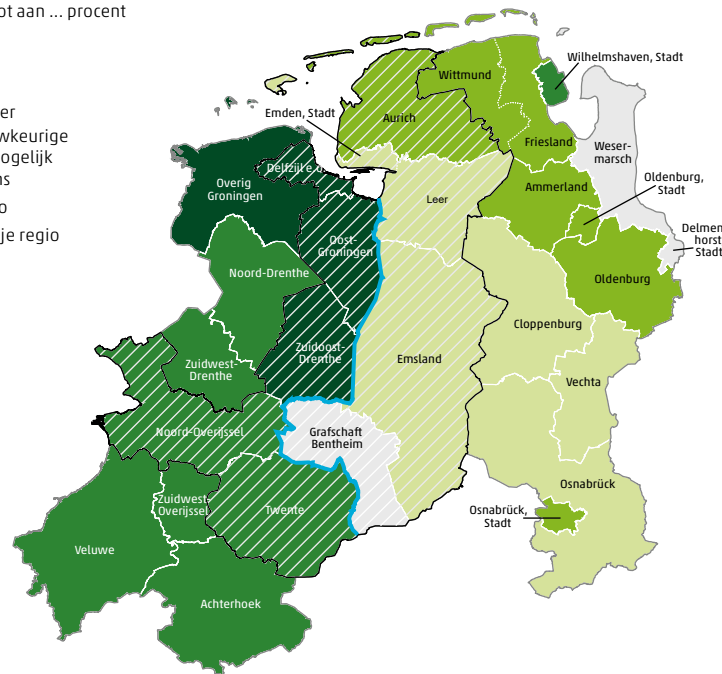 ot aan ... procent
er
wkeurige
ogelijk
ns
o
je regio
Wilhelmshaven, Stadt
Wittmund
Emden, Stadt
Aurich
Friesland
Weser-
marsch
Delfzijl e.o.
Overig
Groningen
Ammerland
Oldenburg,
Stadt
Leer
Delmen
horst
Stadt
Oost-
Groningen
Noord-Drenthe
Oldenburg
Cloppenburg
Zuidoost-
Drenthe
Emsland
Zuidwest-
Drenthe
Vechta
Noord-Overijssel
Grafschaft
Bentheim
Osnabrück
Zuidwest-
Overijssel
Twente
Osnabrück,
Stadt
Veluwe
Achterhoek